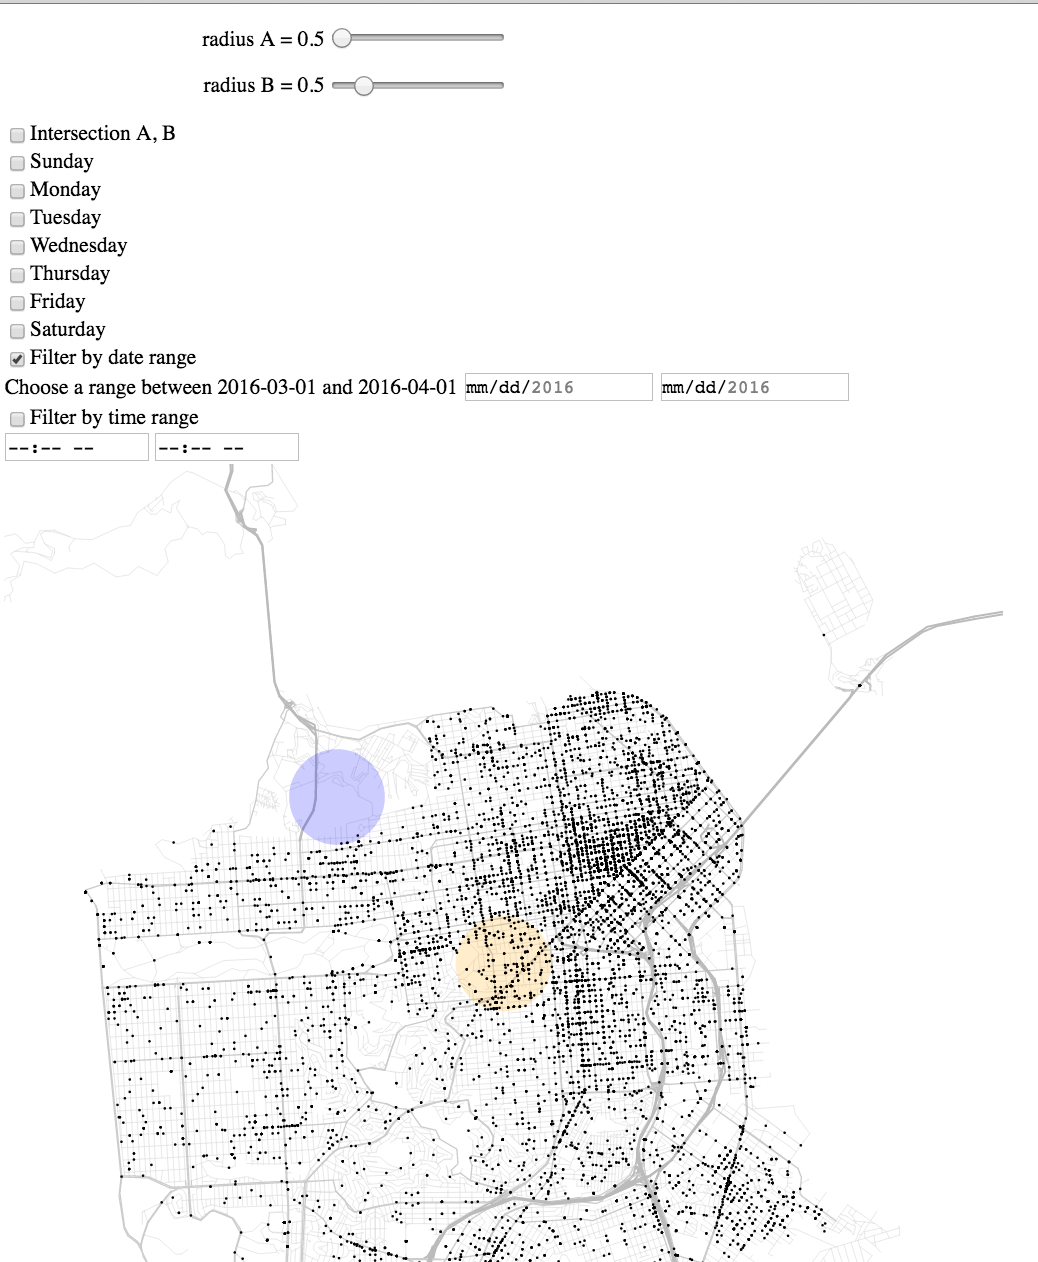 radius A = 0.5
radius B = 0.5
Intersection A, B
Sunday
Monday
Tuesday
Wednesday
Thursday
Friday
Saturday
Filter by date range
Choose a range between 2016-03-01 and 2016-04-01 mm/dd/2016 mm/dd/2016
Filter by time range
--:-- -- --:-- --